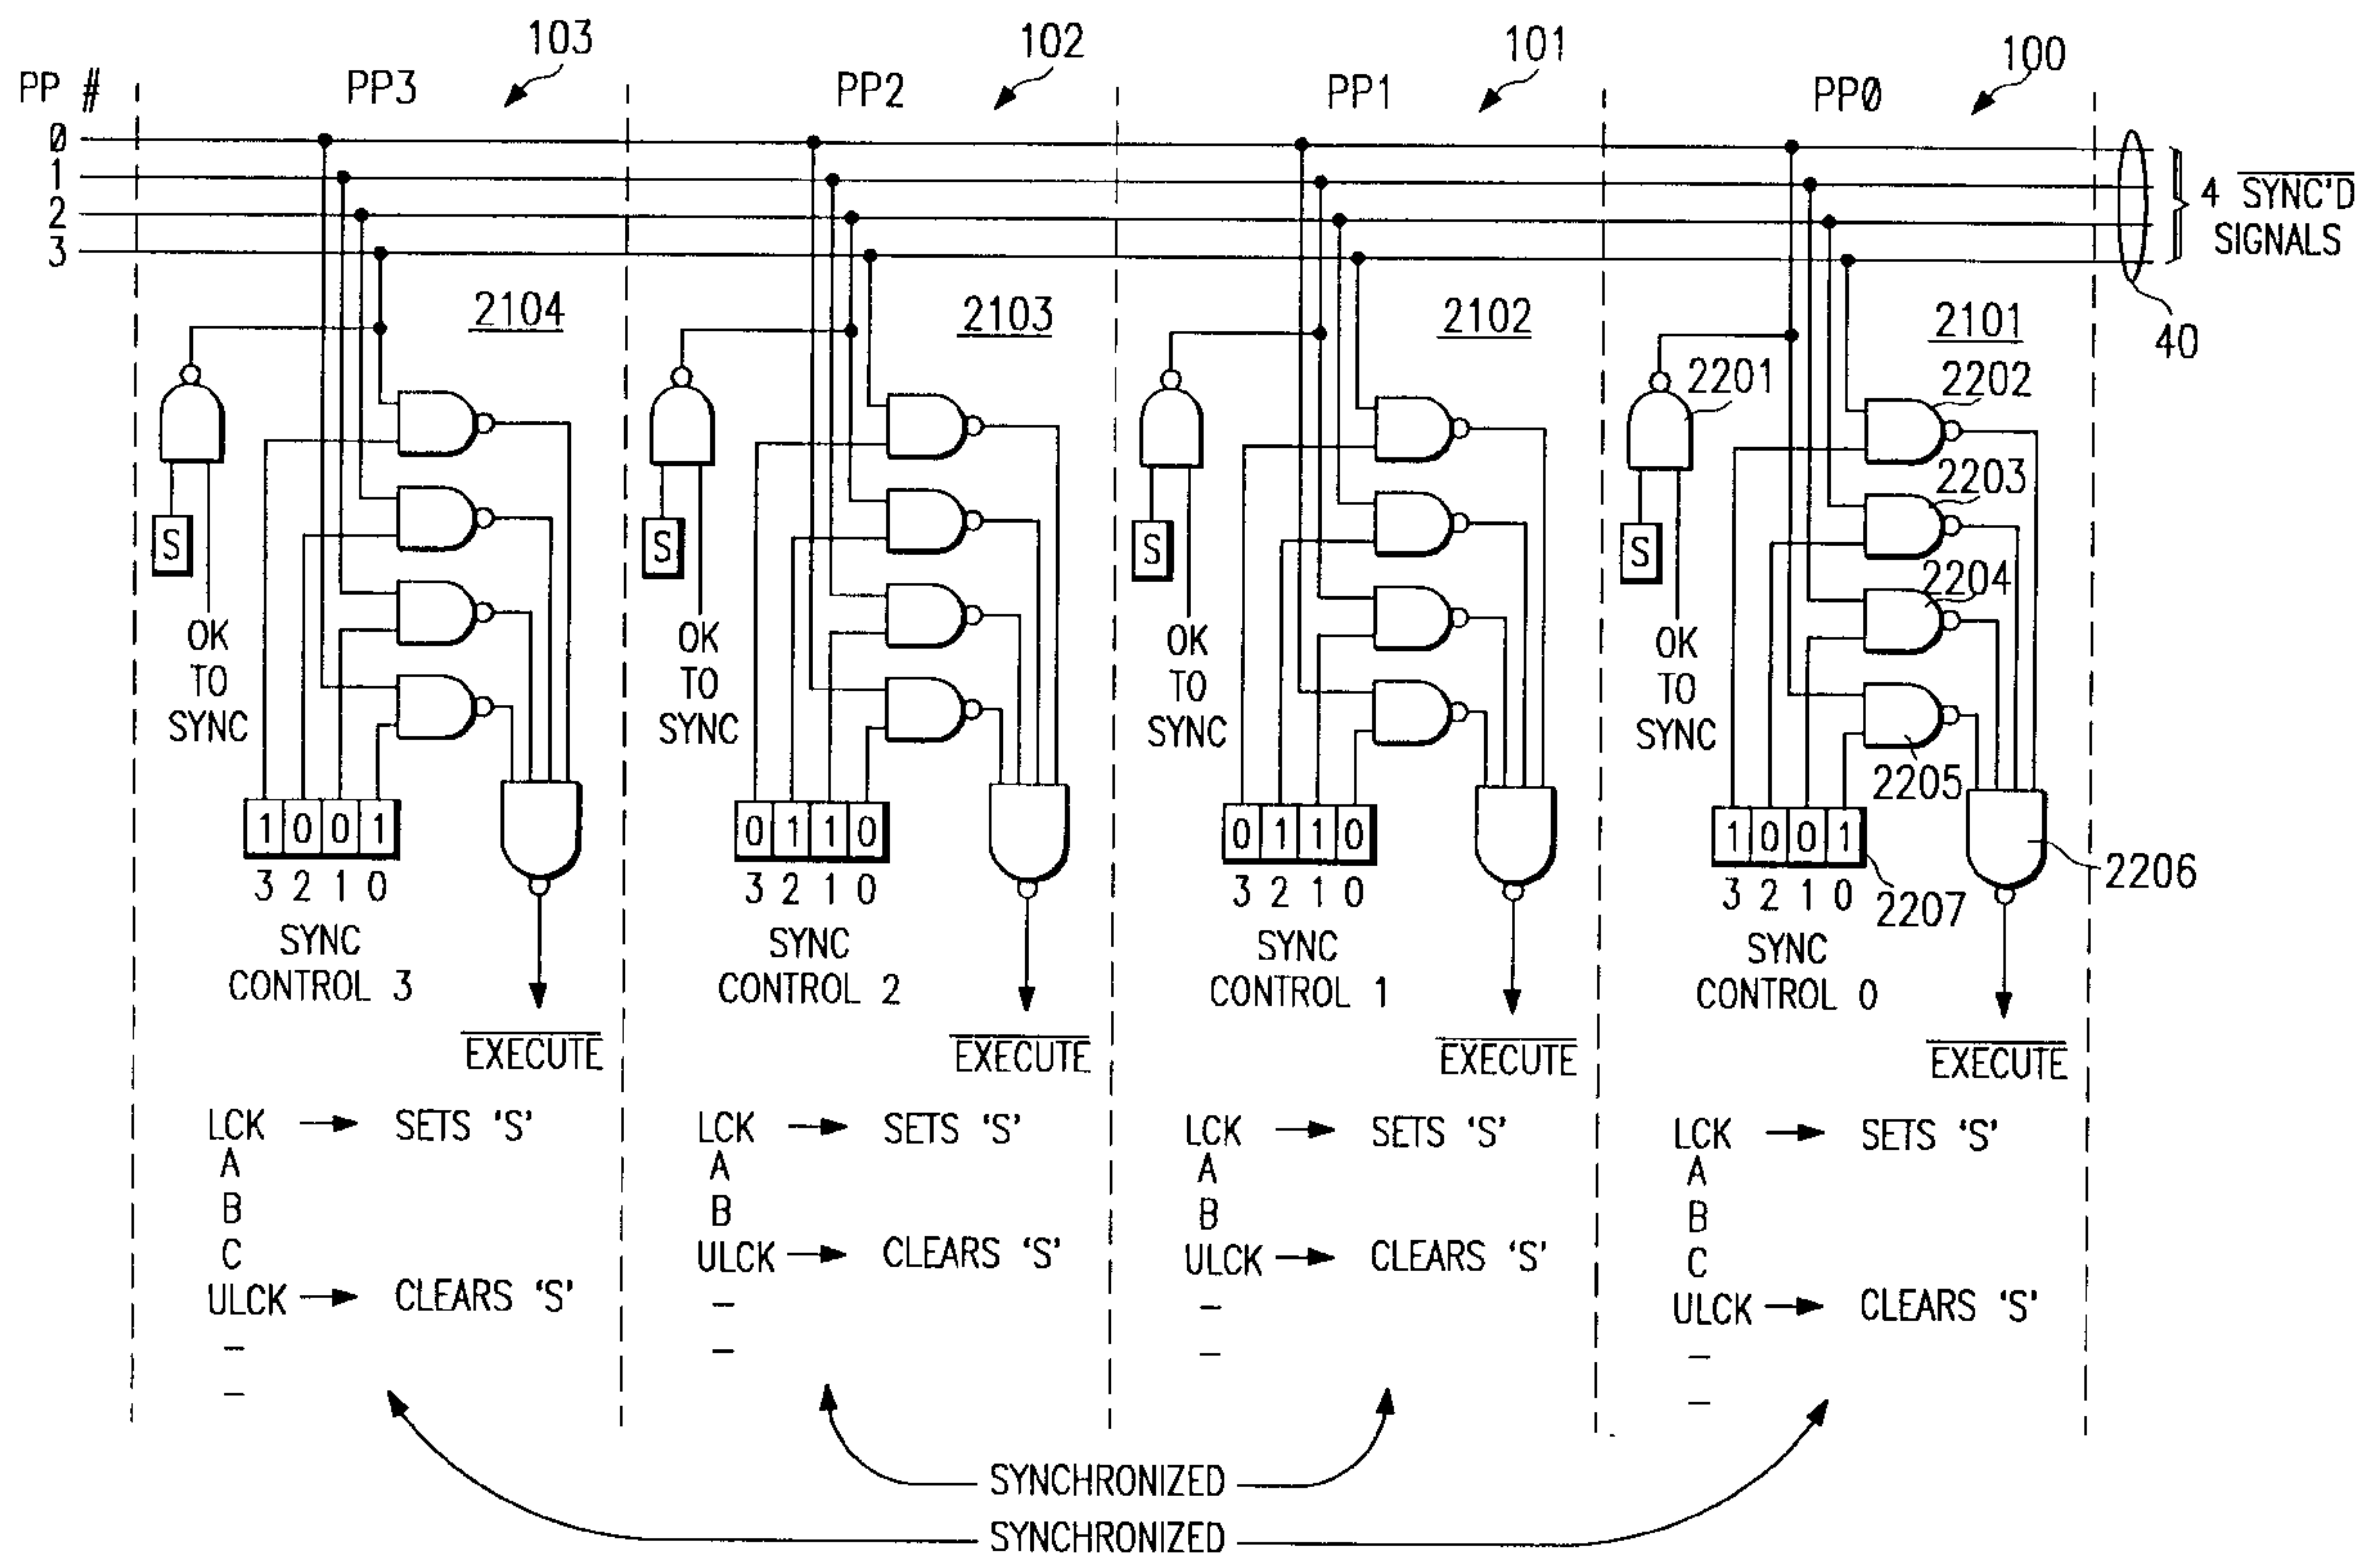 103 102 101 100
PP # PP3 PP2 PP1 PPØ
Ø
1
2
3
4 SYNC'D
SIGNALS
40
2104 2103 2102 2101
2201 2202
2203
2204
2205
2206
2207
S S S S
OK
TO
SYNC
OK
TO
SYNC
OK
TO
SYNC
OK
TO
SYNC
1 0 0 1
3 2 1 0
SYNC
CONTROL 3
0 1 1 0
3 2 1 0
SYNC
CONTROL 2
0 1 1 0
3 2 1 0
SYNC
CONTROL 1
1 0 0 1
3 2 1 0
SYNC
CONTROL 0
EXECUTE EXECUTE EXECUTE EXECUTE
LCK SETS 'S'
A
B
C
ULCK CLEARS 'S'
–
–
LCK SETS 'S'
A
B
ULCK CLEARS 'S'
–
–
LCK SETS 'S'
A
B
ULCK CLEARS 'S'
–
–
LCK SETS 'S'
A
B
C
ULCK CLEARS 'S'
–
–
SYNCHRONIZED
SYNCHRONIZED